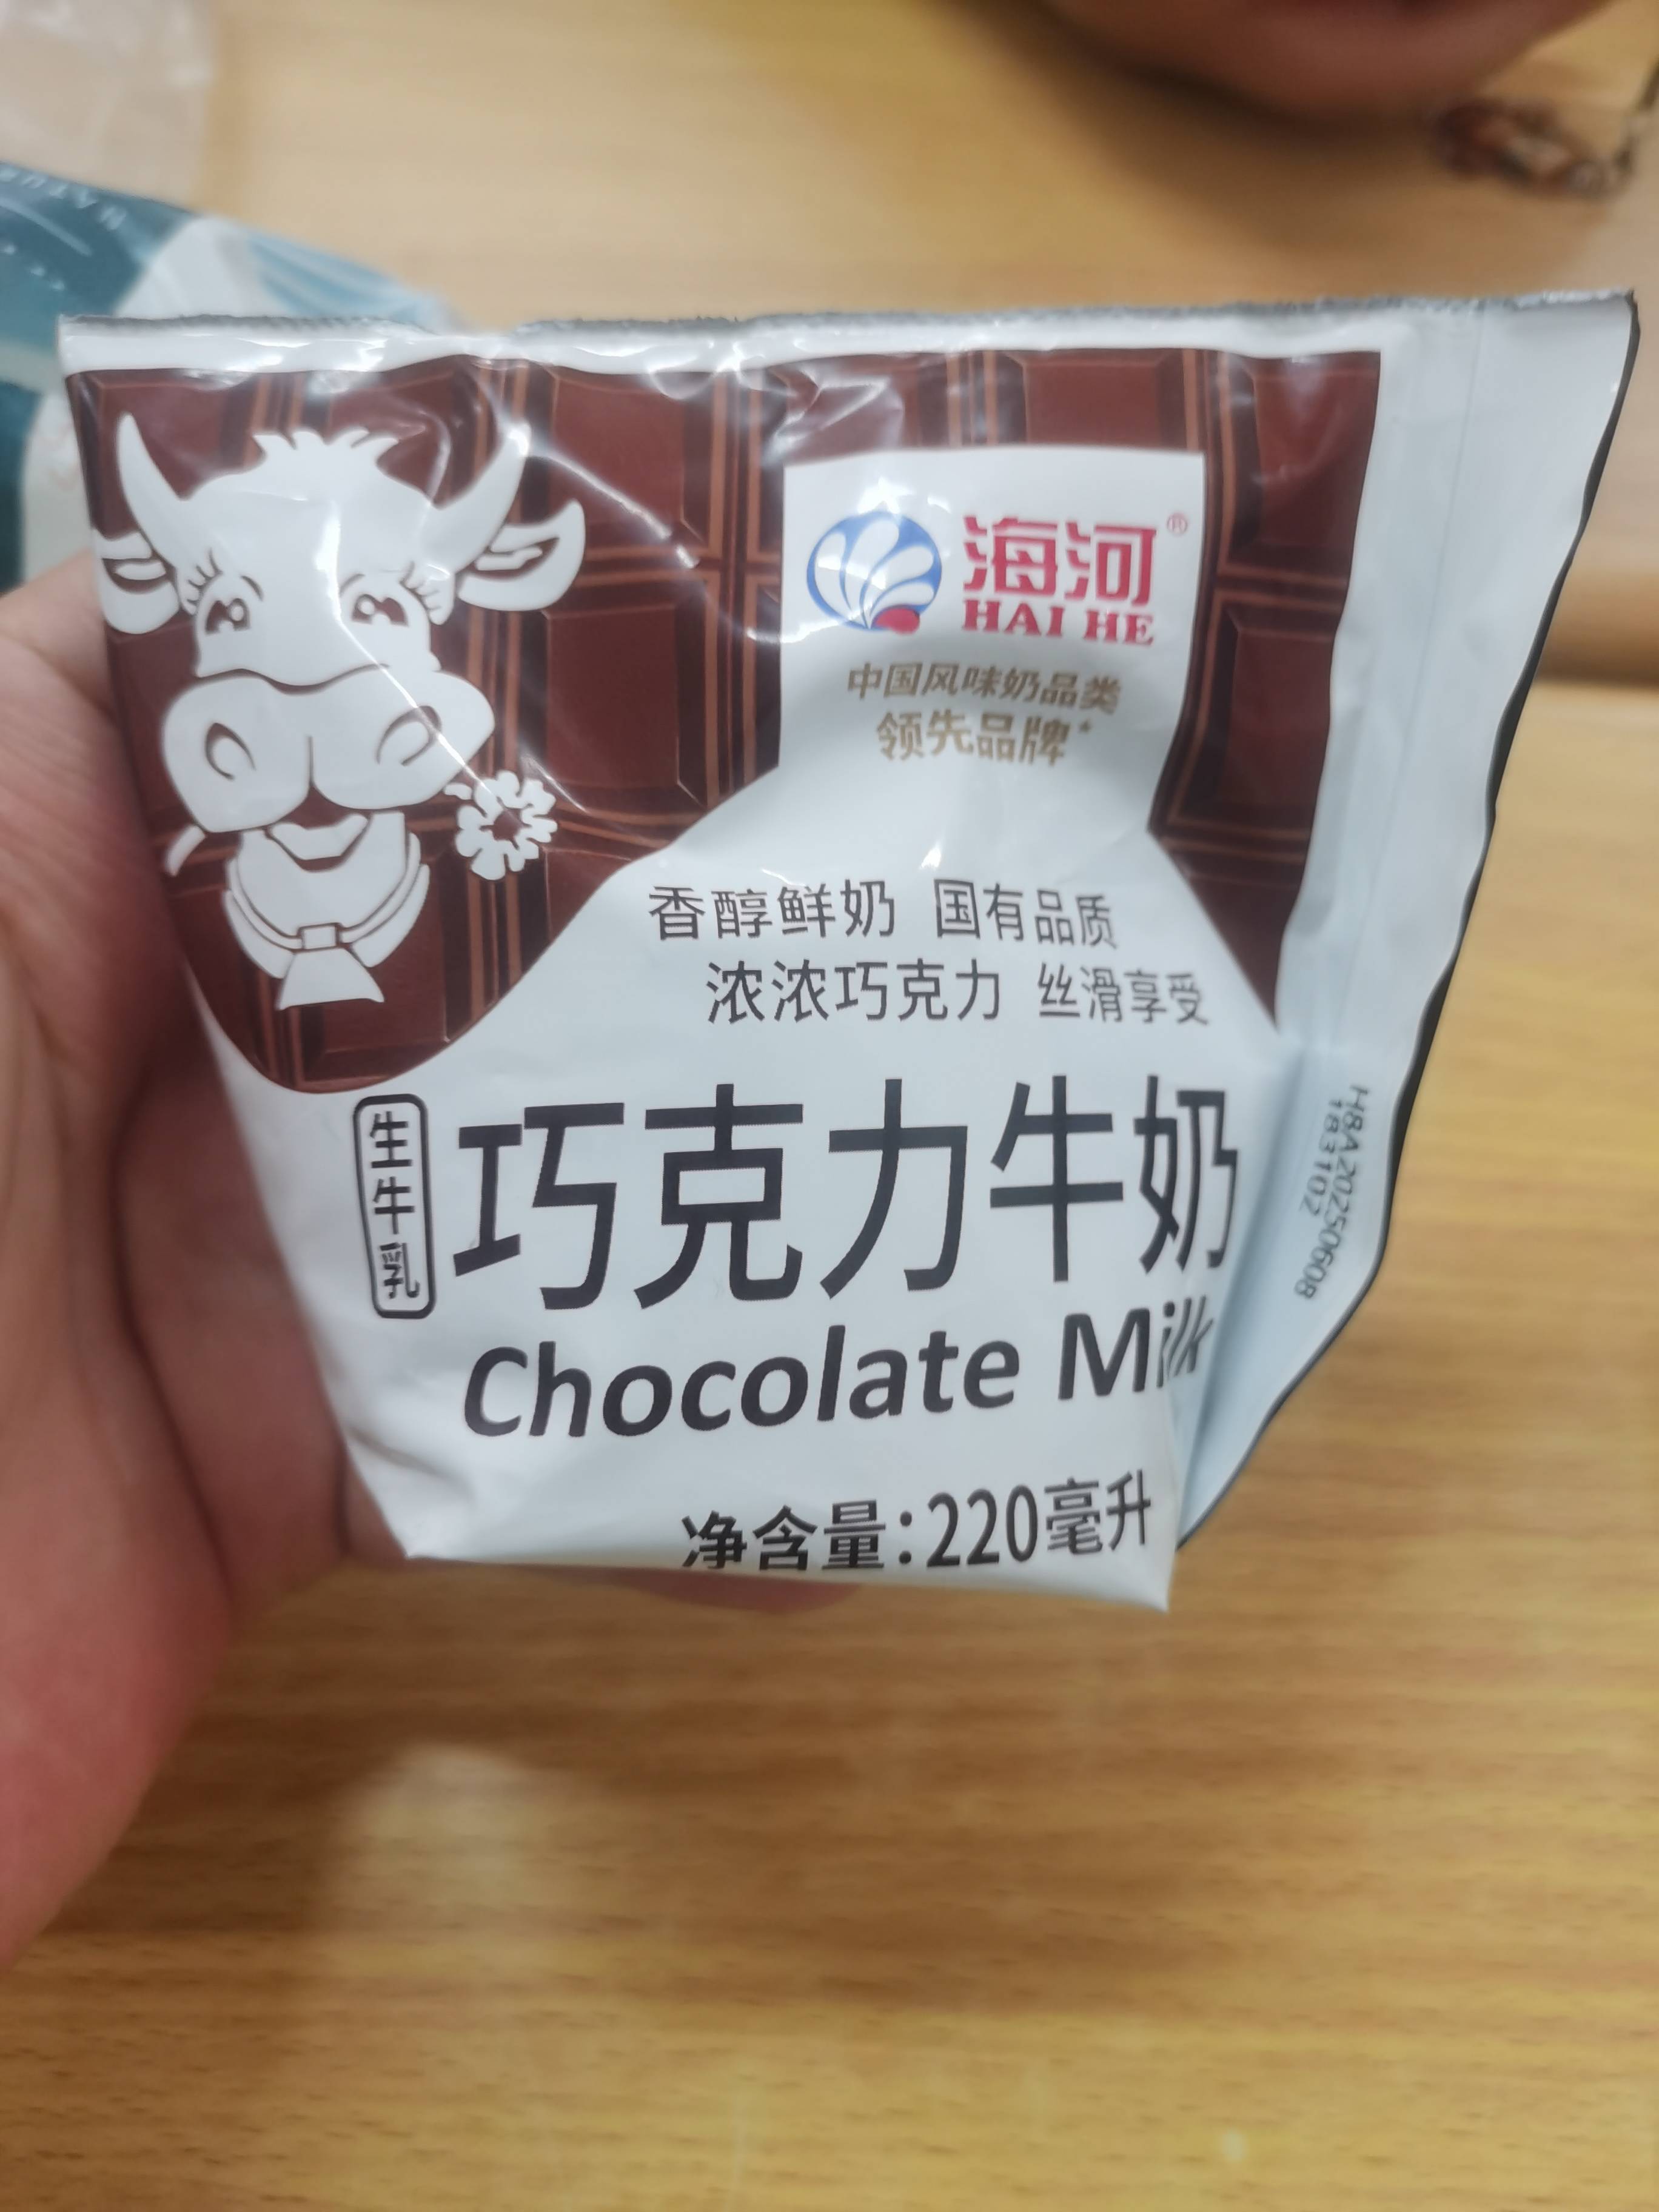 海河®
HAI HE
中国风味奶品类
领先品牌*
香醇鲜奶 国有品质
浓浓巧克力 丝滑享受
生牛乳
巧克力牛奶
Chocolate Milk
净含量:220毫升
H8A20250608
183102